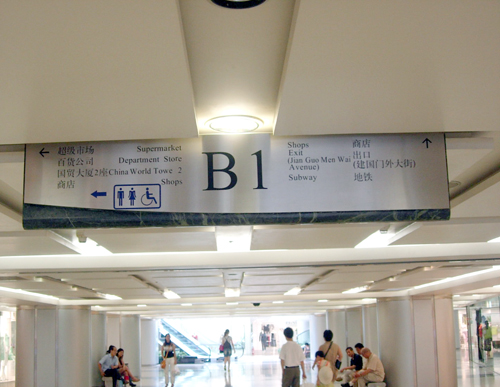 超级市场 Supermarket
百货公司 Department Store
国贸大厦2座 China World Towe 2
商店 Shops
B1
Shops 商店
Exit 出口
(Jian Guo Men Wai (建国门外大街)
Avenue)
Subway 地铁